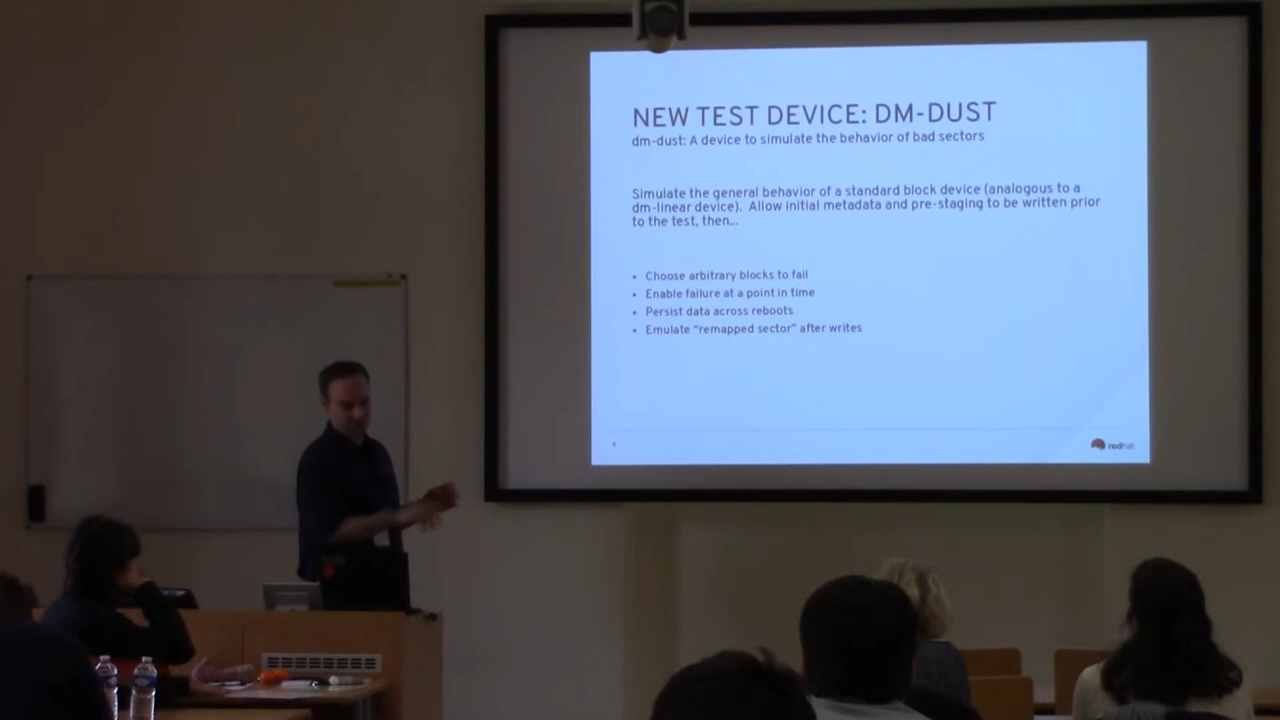 NEW TEST DEVICE: DM-DUST
dm-dust: A device to simulate the behavior of bad sectors
Simulate the general behavior of a standard block device (analogous to a
dm-linear device). Allow initial metadata and pre-staging to be written prior
to the test, then...
• Choose arbitrary blocks to fail
• Enable failure at a point in time
• Persist data across reboots
• Emulate "remapped sector" after writes
redhat